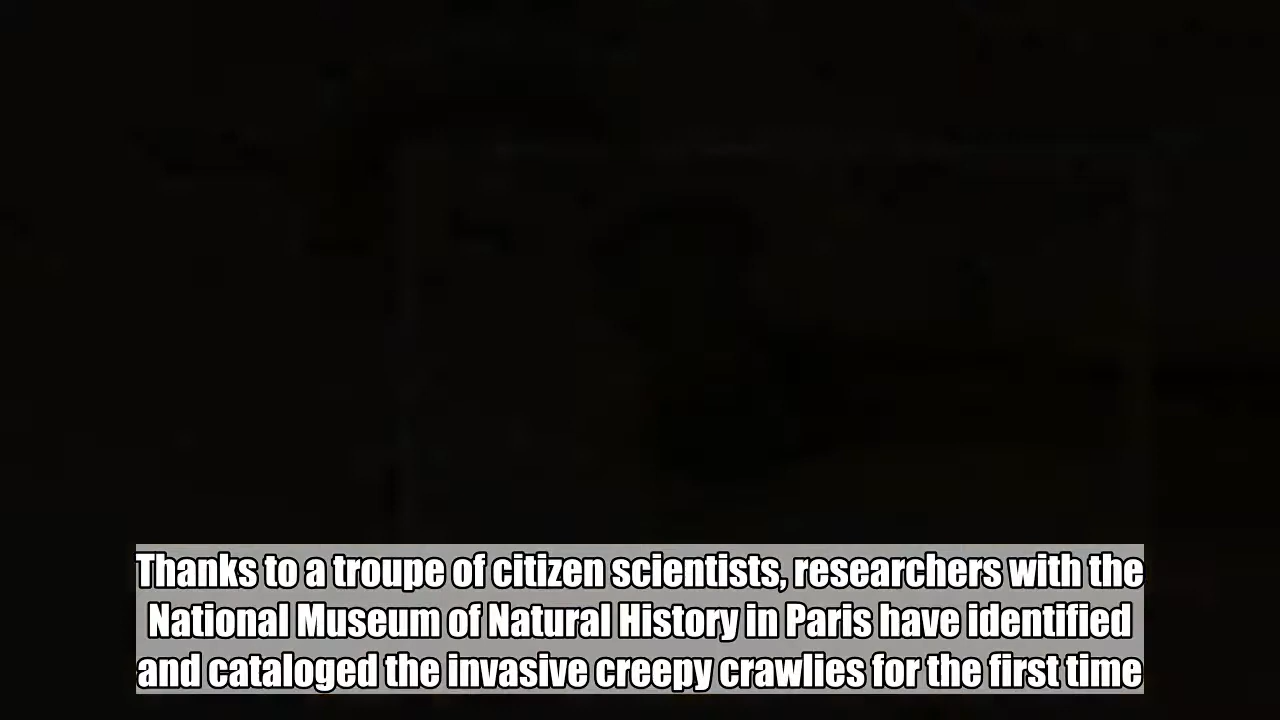 Thanks to a troupe of citizen scientists, researchers with the
National Museum of Natural History in Paris have identified
and cataloged the invasive creepy crawlies for the first time